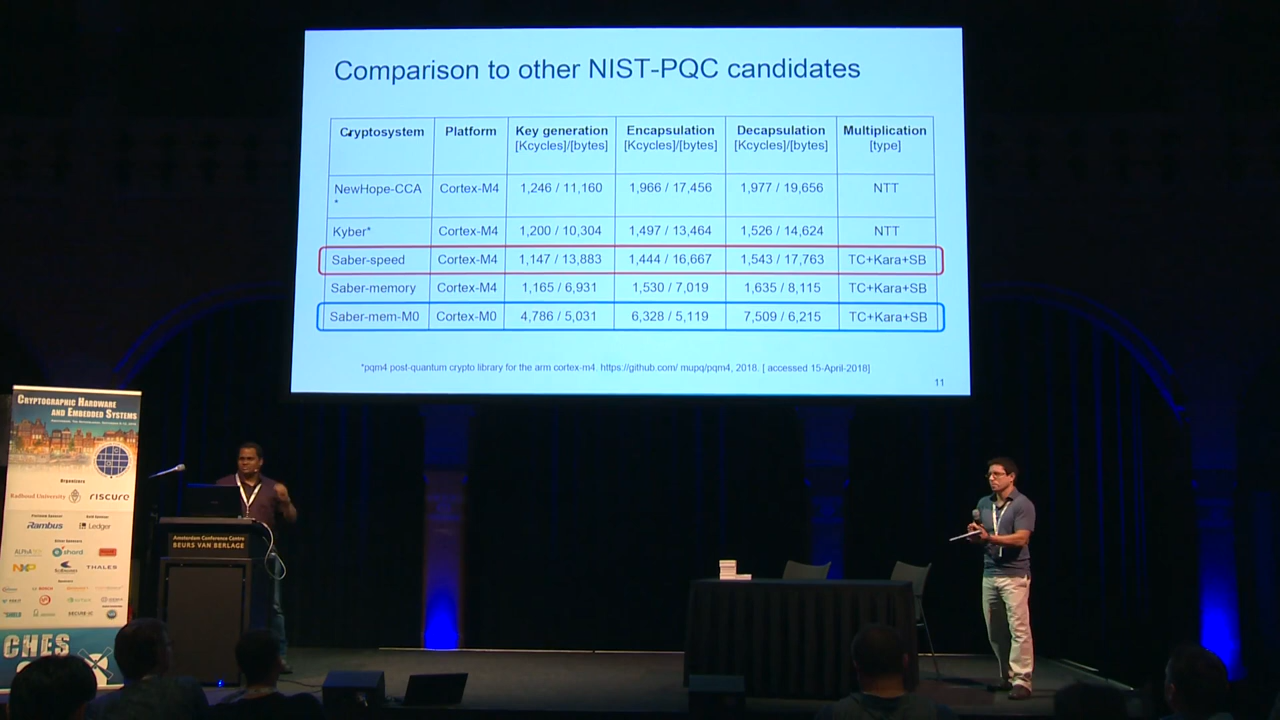 Comparison to other NIST-PQC candidates
Cryptosystem Platform Key generation Encapsulation Decapsulation Multiplication
[Kcycles]/[bytes] [Kcycles]/[bytes] [Kcycles]/[bytes] [type]
NewHope-CCA Cortex-M4 1,246 / 11,160 1,966 / 17,456 1,977 / 19,656 NTT
*
Kyber* Cortex-M4 1,200 / 10,304 1,497 / 13,464 1,526 / 14,624 NTT
Saber-speed Cortex-M4 1,147 / 13,883 1,444 / 16,667 1,543 / 17,763 TC+Kara+SB
Saber-memory Cortex-M4 1,165 / 6,931 1,530 / 7,019 1,635 / 8,115 TC+Kara+SB
Saber-mem-M0 Cortex-M0 4,786 / 5,031 6,328 / 5,119 7,509 / 6,215 TC+Kara+SB
*pqm4 post-quantum crypto library for the arm cortex-m4. https://github.com/ mupq/pqm4, 2018. [ accessed 15-April-2018]
11
Cryptographic Hardware
and Embedded Systems
Organizers
Radboud University riscure
Rambus Ledger
eshard
NXP THALES
BOSCH
SECURE-IC
CHES
Amsterdam Conference Centre
BEURS VAN BERLAGE